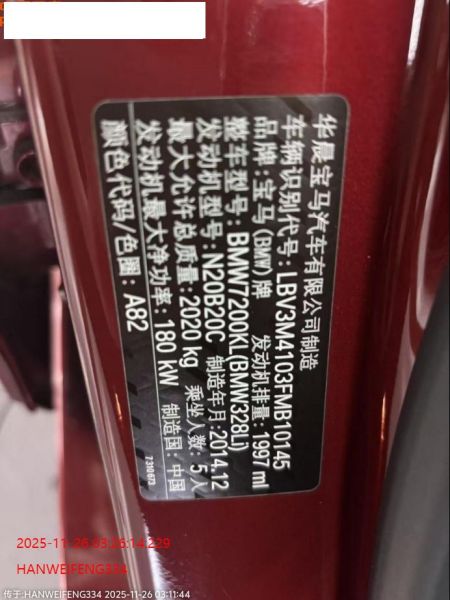 华晨宝马汽车有限公司制造
车辆识别代号: LBV3M4103FMB10145
品牌: 宝马(BMW)牌 发动机排量: 1997 ml
整车型号: BMW7200KL(BMW328Li)
发动机型号: N20B20C 制造年月: 2014.12
最大允许总质量: 2020 kg 乘坐人数: 5人
发动机最大净功率: 180 kW 制造国: 中国
颜色代码/色圈: A82
7310673
2025-11-26 03:26:14.229
HANWEIFENG334
传于:HANWEIFENG334 2025-11-26 03:11:44